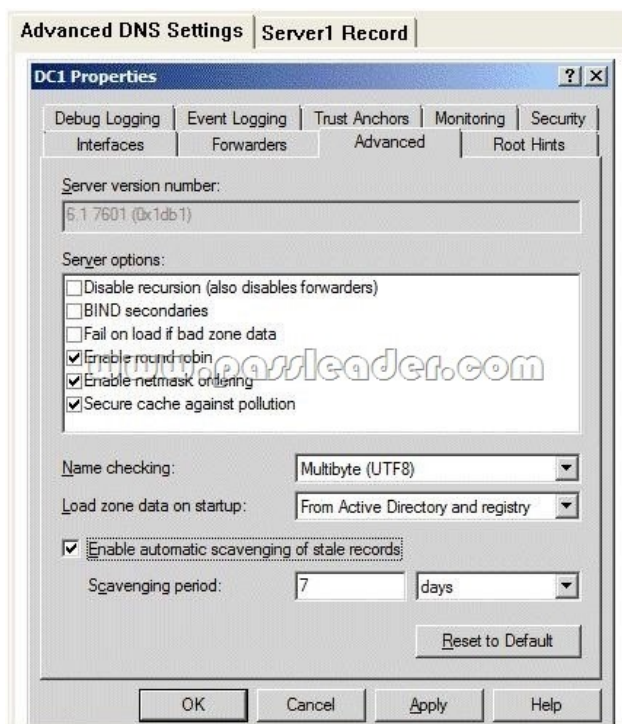 Advanced DNS Settings Server1 Record
DC1 Properties
Debug Logging Event Logging Trust Anchors Monitoring Security
Interfaces Forwarders Advanced Root Hints
Server version number:
6.1 7601 (0x1db1)
Server options:
Disable recursion (also disables forwarders)
BIND secondaries
Fail on load if bad zone data
Enable round robin
www.passleader.com
Enable netmask ordering
Secure cache against pollution
Name checking: Multibyte (UTF8)
Load zone data on startup: From Active Directory and registry
Enable automatic scavenging of stale records
Scavenging period: 7 days
Reset to Default
OK Cancel Apply Help